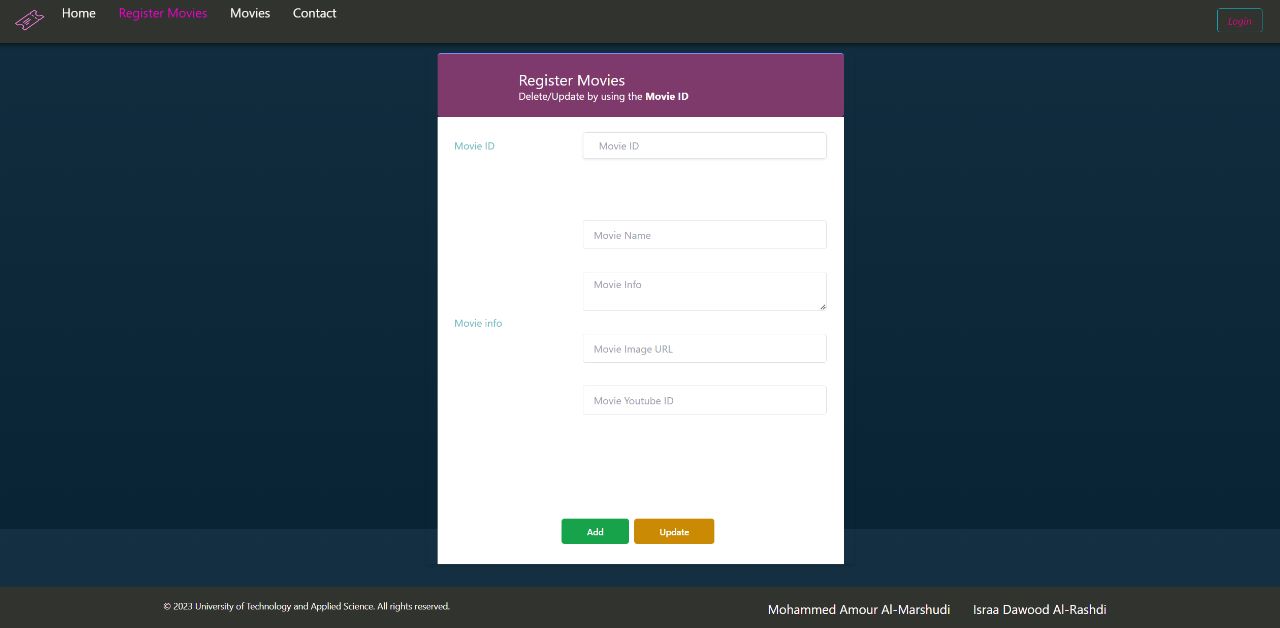 Home Register Movies Movies Contact Login
Register Movies
Delete/Update by using the Movie ID
Movie ID Movie ID
Movie Name
Movie Info
Movie info
Movie Image URL
Movie Youtube ID
Add Update
© 2023 University of Technology and Applied Science. All rights reserved.
Mohammed Amour Al-Marshudi Israa Dawood Al-Rashdi